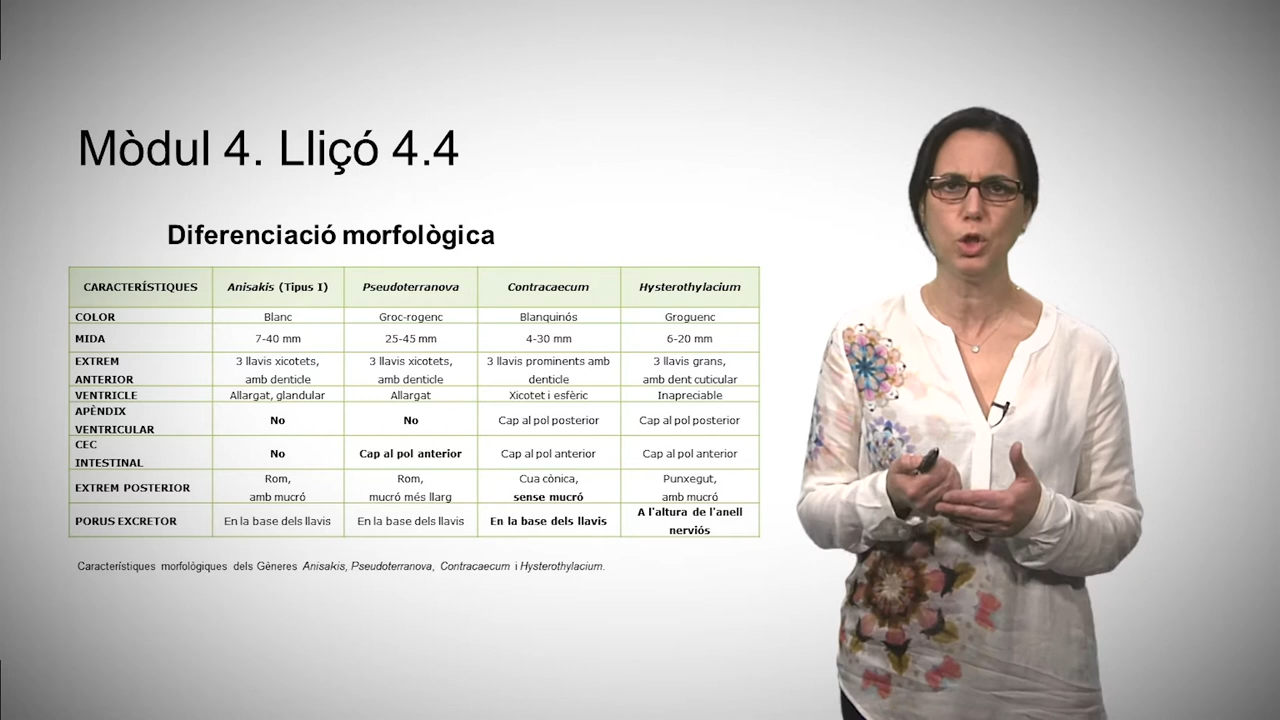 Mòdul 4. Lliçó 4.4
Diferenciació morfològica
CARACTERÍSTIQUES Anisakis (Tipus I) Pseudoterranova Contracaecum Hysterothylacium
COLOR Blanc Groc-rogenc Blanquinós Groguenc
MIDA 7-40 mm 25-45 mm 4-30 mm 6-20 mm
EXTREM 3 llavis xicotets, 3 llavis xicotets, 3 llavis prominents amb 3 llavis grans,
ANTERIOR amb denticle amb denticle denticle amb dent cuticular
VENTRICLE Allargat, glandular Allargat Xicotet i esfèric Inapreciable
APÈNDIX
VENTRICULAR No No Cap al pol posterior Cap al pol posterior
CEC
INTESTINAL No Cap al pol anterior Cap al pol anterior Cap al pol anterior
EXTREM POSTERIOR Rom, Rom, Cua cònica, Punxegut,
amb mucró mucró més llarg sense mucró amb mucró
PORUS EXCRETOR En la base dels llavis En la base dels llavis En la base dels llavis A l'altura de l'anell
nerviós
Característiques morfològiques dels Gèneres Anisakis, Pseudoterranova, Contracaecum i Hysterothylacium.